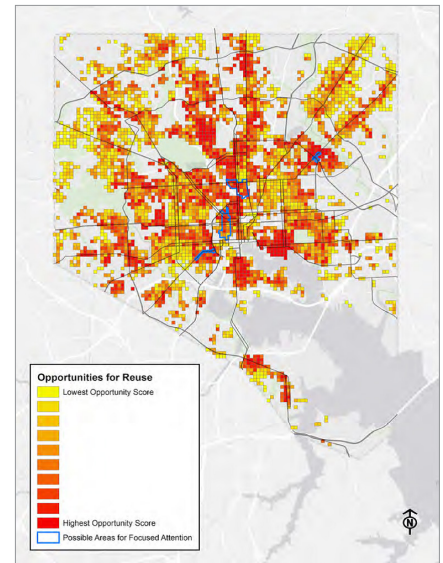 Opportunities for Reuse
Lowest Opportunity Score
Highest Opportunity Score
Possible Areas for Focused Attention
N